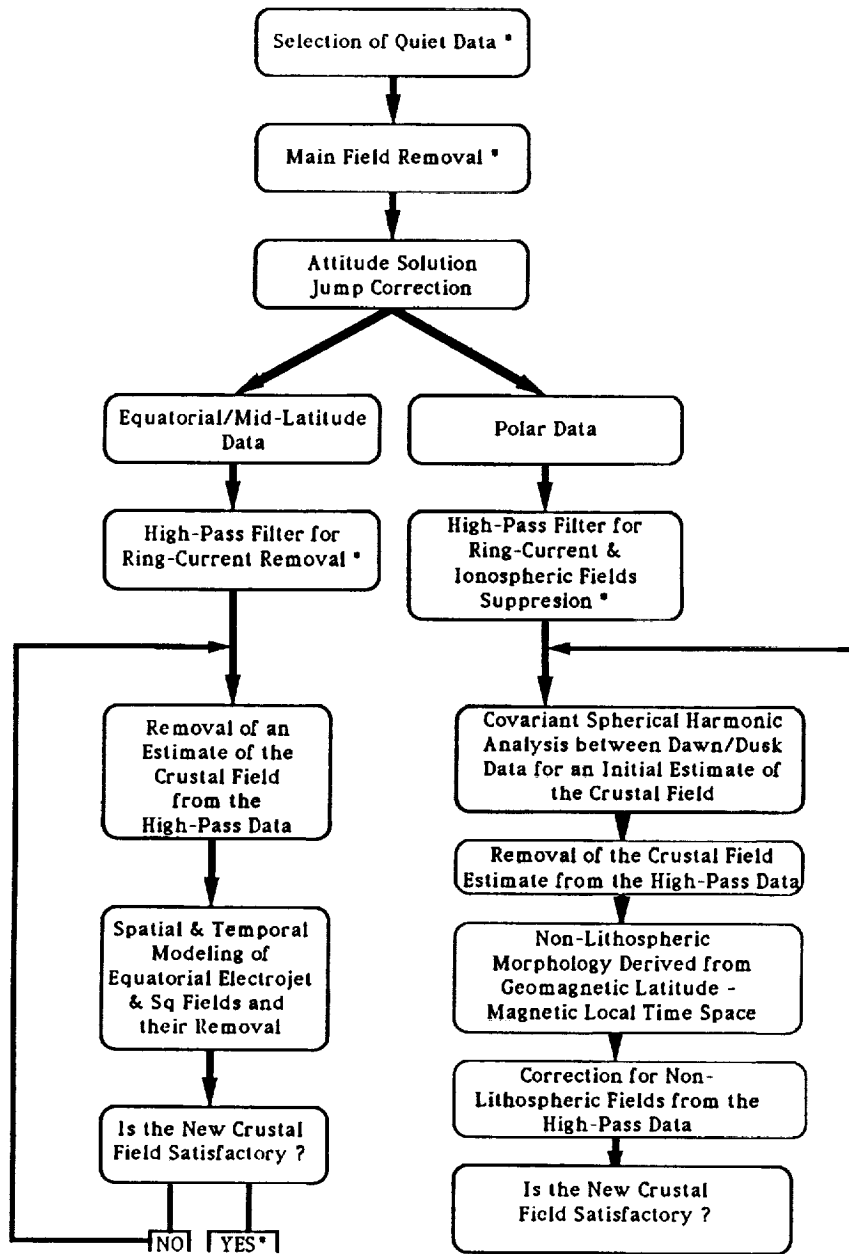 Selection of Quiet Data *
Main Field Removal *
Attitude Solution
Jump Correction
Equatorial/Mid-Latitude
Data
Polar Data
High-Pass Filter for
Ring-Current Removal *
High-Pass Filter for
Ring-Current &
Ionospheric Fields
Suppresion *
Removal of an
Estimate of the
Crustal Field
from the
High-Pass Data
Covariant Spherical Harmonic
Analysis between Dawn/Dusk
Data for an Initial Estimate of
the Crustal Field
Removal of the Crustal Field
Estimate from the High-Pass Data
Spatial & Temporal
Modeling of
Equatorial Electrojet
& Sq Fields and
their Removal
Non-Lithospheric
Morphology Derived from
Geomagnetic Latitude -
Magnetic Local Time Space
Correction for Non-
Lithospheric Fields from the
High-Pass Data
Is the New Crustal
Field Satisfactory ?
Is the New Crustal
Field Satisfactory ?
NO
YES*